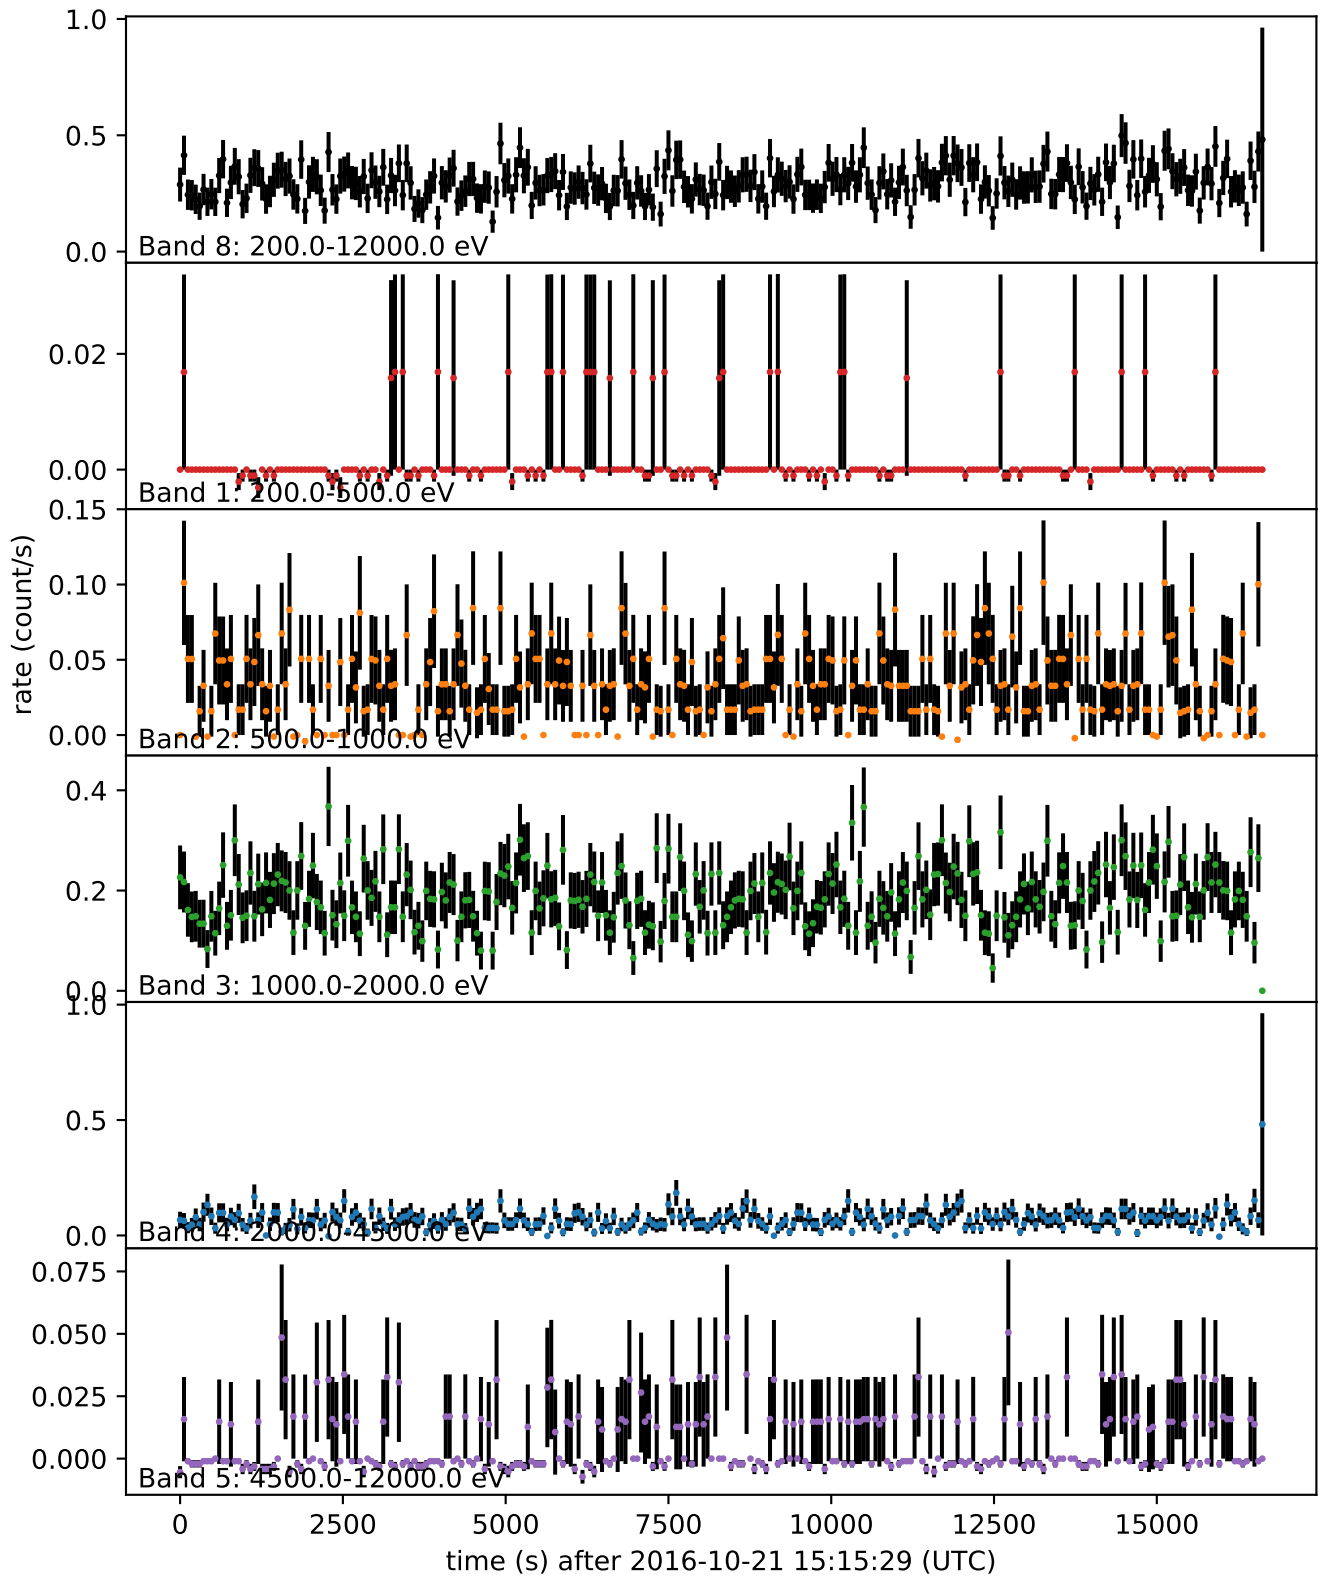 1.0
0.5
0.0
Band 8: 200.0-12000.0 eV
0.02
0.00
Band 1: 200.0-500.0 eV
0.15
0.10
0.05
0.00
Band 2: 500.0-1000.0 eV
rate (count/s)
0.4
0.2
0.0
Band 3: 1000.0-2000.0 eV
1.0
0.5
0.0
Band 4: 2000.0-4500.0 eV
0.075
0.050
0.025
0.000
Band 5: 4500.0-12000.0 eV
0 2500 5000 7500 10000 12500 15000
time (s) after 2016-10-21 15:15:29 (UTC)